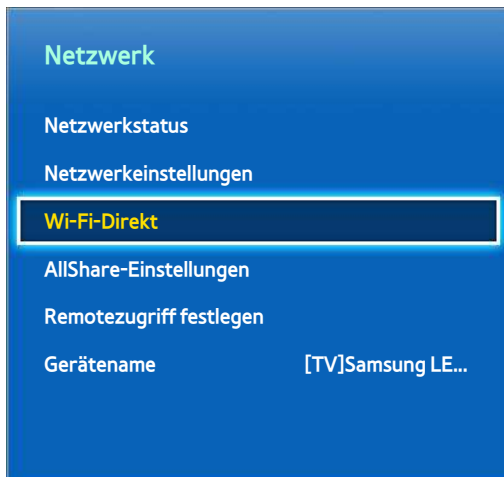 Netzwerk
Netzwerkstatus
Netzwerkeinstellungen
Wi-Fi-Direkt
AllShare-Einstellungen
Remotezugriff festlegen
Gerätename [TV]Samsung LE...